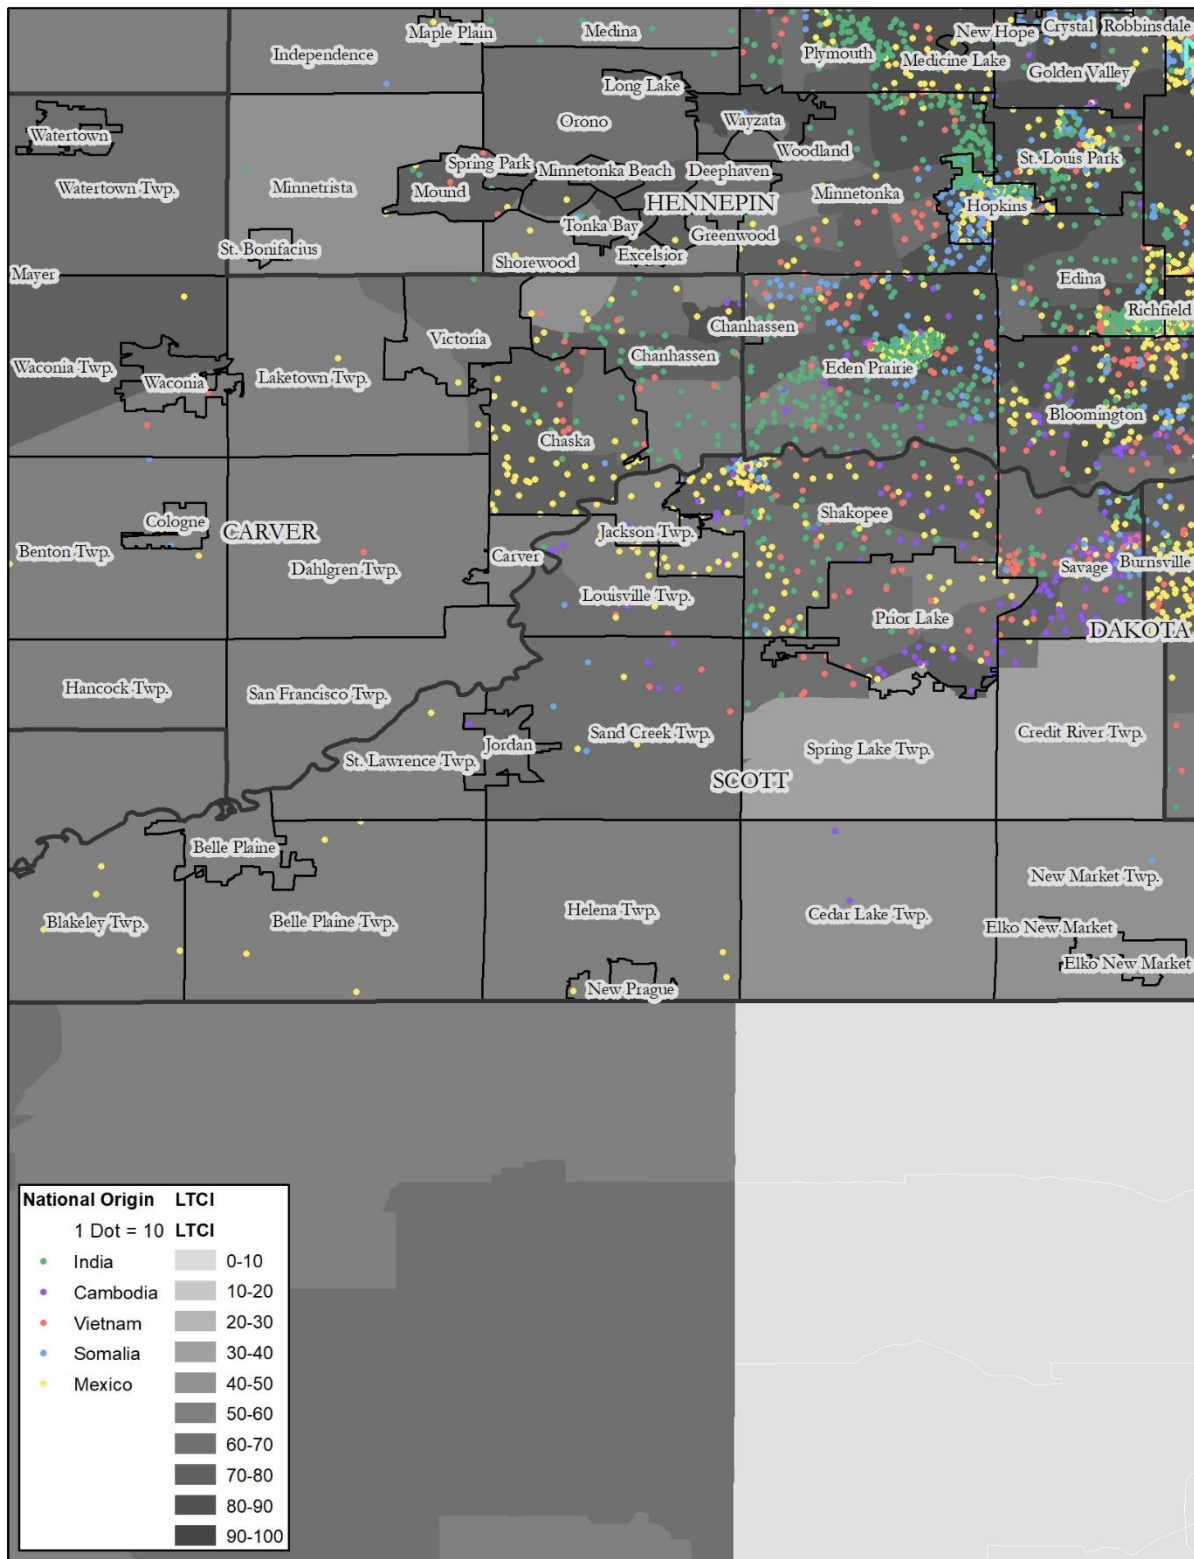 Maple Plain
Medina
New Hope
Crystal
Robbinsdale
Independence
Plymouth
Medicine Lake
Golden Valley
Long Lake
Orono
Wayzata
Watertown
Woodland
St. Louis Park
Spring Park
Minnetonka Beach
Deephaven
Watertown Twp.
Minnetrista
Mound
HENNEPIN
Minnetonka
Hopkins
Tonka Bay
Greenwood
St. Bonifacius
Excelsior
Shorewood
Mayer
Edina
Richfield
Chanhassen
Victoria
Chanhassen
Waconia Twp.
Waconia
Laketown Twp.
Eden Prairie
Bloomington
Chaska
Cologne
CARVER
Jackson Twp.
Shakopee
Benton Twp.
Dahlgren Twp.
Carver
Savage
Burnsville
Louisville Twp.
Prior Lake
DAKOTA
Hancock Twp.
San Francisco Twp.
Jordan
Sand Creek Twp.
St. Lawrence Twp.
Spring Lake Twp.
Credit River Twp.
SCOTT
Belle Plaine
New Market Twp.
Blakeley Twp.
Belle Plaine Twp.
Helena Twp.
Cedar Lake Twp.
Elko New Market
Elko New Market
New Prague
National Origin LTCI
1 Dot = 10 LTCI
India 0-10
Cambodia 10-20
Vietnam 20-30
Somalia 30-40
Mexico 40-50
50-60
60-70
70-80
80-90
90-100